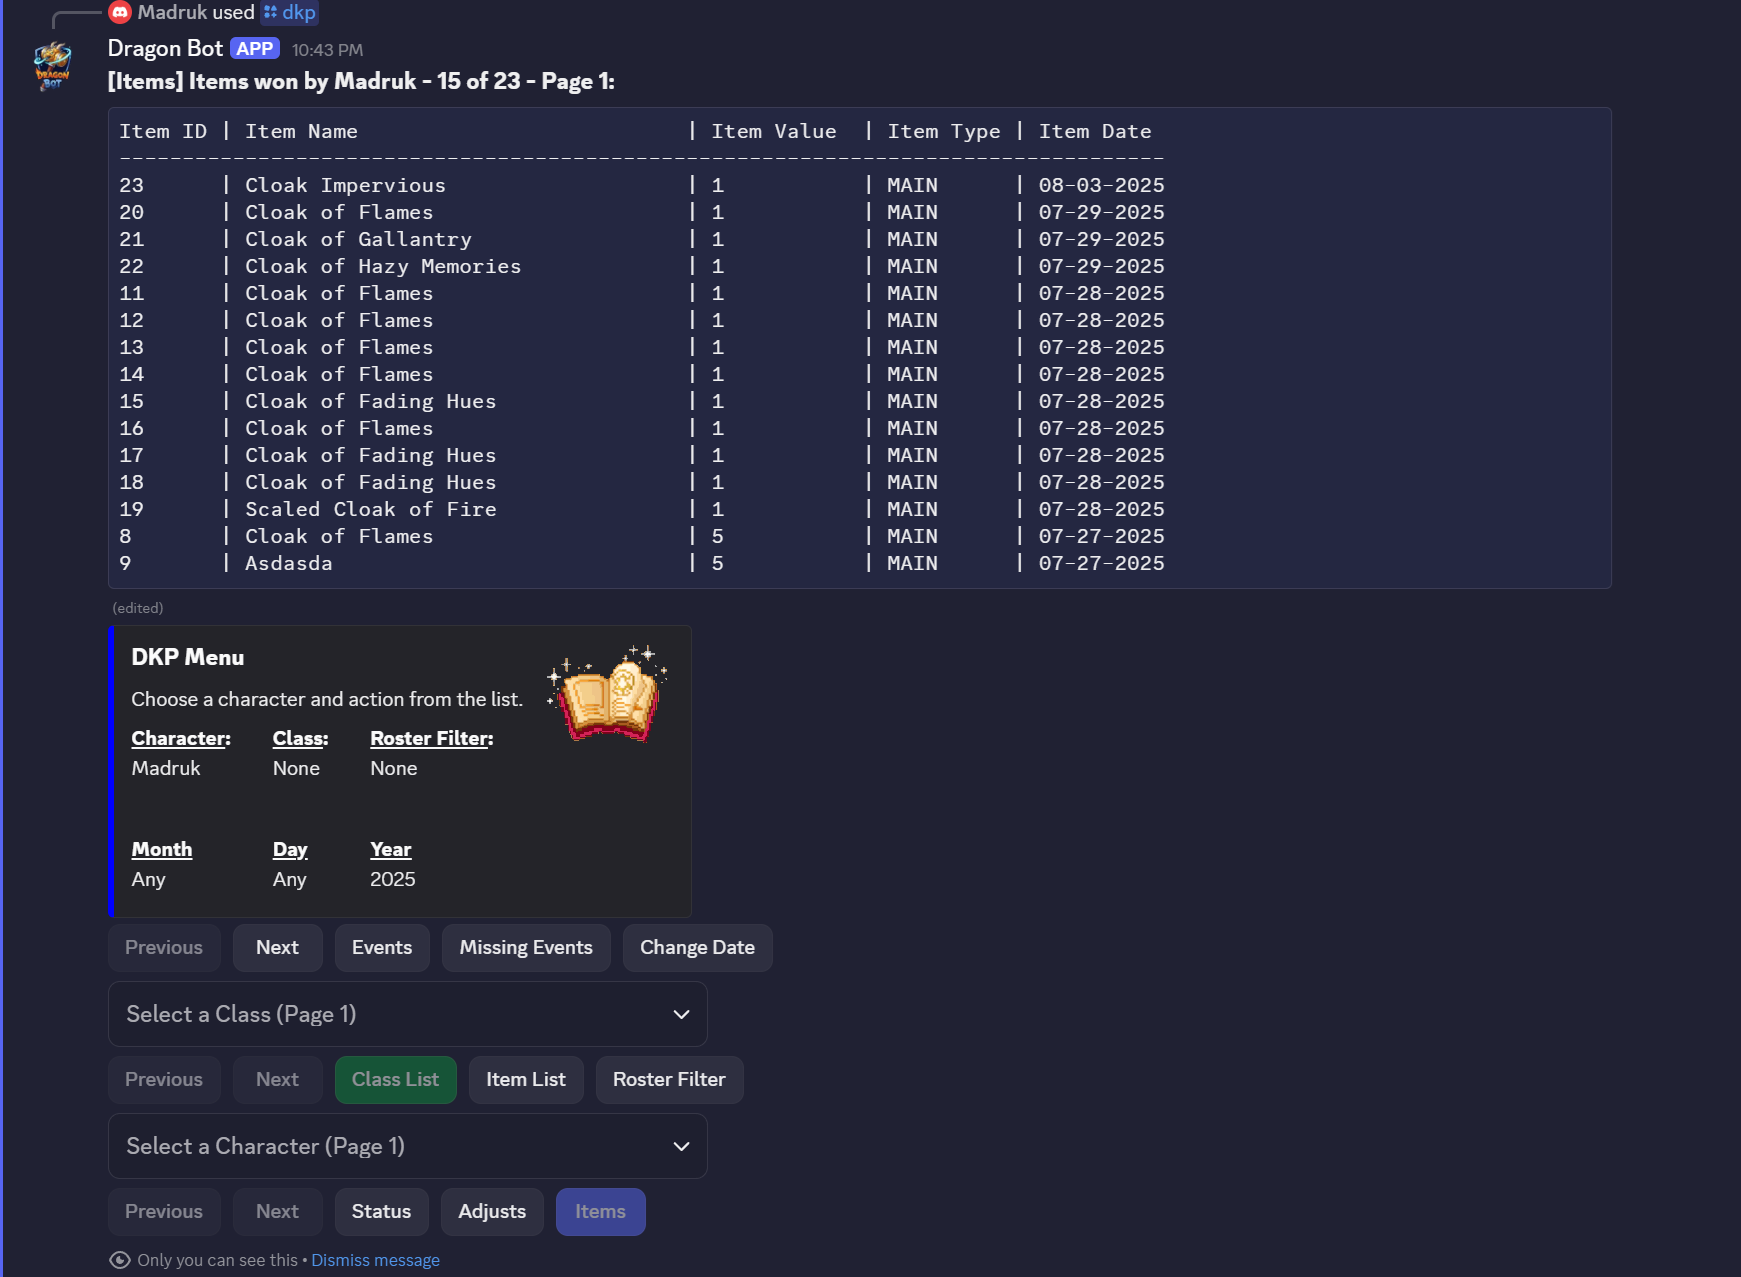 Madruk used dkp
Dragon Bot APP 10:43 PM
[Items] Items won by Madruk - 15 of 23 - Page 1:
Item ID | Item Name | Item Value | Item Type | Item Date
-----------------------------------------------------------------------------------
23 | Cloak Impervious | 1 | MAIN | 08-03-2025
20 | Cloak of Flames | 1 | MAIN | 07-29-2025
21 | Cloak of Gallantry | 1 | MAIN | 07-29-2025
22 | Cloak of Hazy Memories | 1 | MAIN | 07-29-2025
11 | Cloak of Flames | 1 | MAIN | 07-28-2025
12 | Cloak of Flames | 1 | MAIN | 07-28-2025
13 | Cloak of Flames | 1 | MAIN | 07-28-2025
14 | Cloak of Flames | 1 | MAIN | 07-28-2025
15 | Cloak of Fading Hues | 1 | MAIN | 07-28-2025
16 | Cloak of Flames | 1 | MAIN | 07-28-2025
17 | Cloak of Fading Hues | 1 | MAIN | 07-28-2025
18 | Cloak of Fading Hues | 1 | MAIN | 07-28-2025
19 | Scaled Cloak of Fire | 1 | MAIN | 07-28-2025
8 | Cloak of Flames | 5 | MAIN | 07-27-2025
9 | Asdasda | 5 | MAIN | 07-27-2025
(edited)
DKP Menu
Choose a character and action from the list.
Character: Class: Roster Filter:
Madruk None None
Month Day Year
Any Any 2025
Previous Next Events Missing Events Change Date
Select a Class (Page 1)
Previous Next Class List Item List Roster Filter
Select a Character (Page 1)
Previous Next Status Adjusts Items
Only you can see this • Dismiss message
DRAGON
BOT